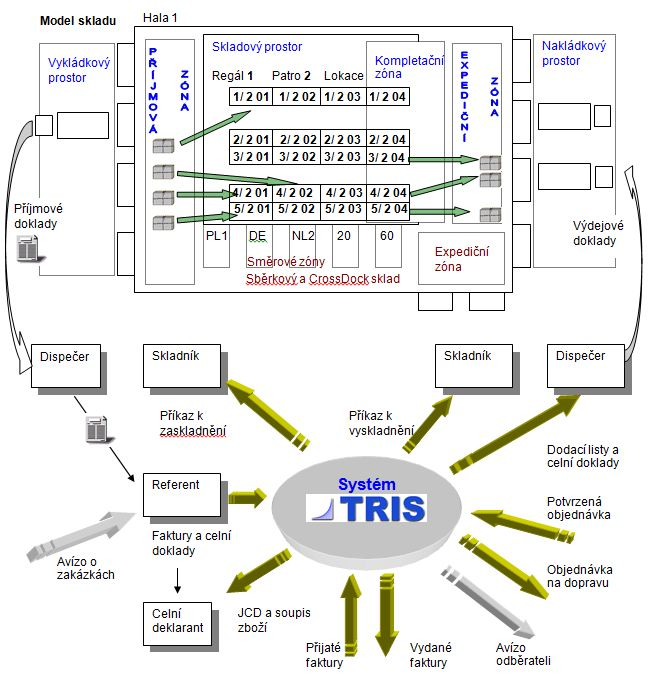 Model skladu
Hala 1
Vykládkový
prostor
PŘÍJMOVÁ
ZÓNA
Skladový prostor
Regál 1 Patro 2 Lokace
Kompletační
zóna
EXPEDIČNÍ
ZÓNA
Nakládkový
prostor
1/ 2 01 1/ 2 02 1/ 2 03 1/ 2 04
2/ 2 01 2/ 2 02 2/ 2 03 2/ 2 04
3/ 2 01 3/ 2 02 3/ 2 03 3/ 2 04
4/ 2 01 4/ 2 02 4/ 2 03 4/ 2 04
5/ 2 01 5/ 2 02 5/ 2 03 5/ 2 04
PL1 DE NL2 20 60
Směrové zóny
Sběrkový a CrossDock sklad
Expediční
zóna
Příjmové
doklady
Výdejové
doklady
Dispečer
Skladník
Skladník
Dispečer
Příkaz k
zaskladnění
Příkaz k
vyskladnění
Dodací listy a
celní doklady
Referent
Systém
TRIS
Potvrzená
objednávka
Faktury a celní
doklady
Avízo o
zakázkách
Objednávka
na dopravu
Celní
deklarant
JCD a soupis
zboží
Přijaté
faktury
Vydané
faktury
Avízo
odběrateli